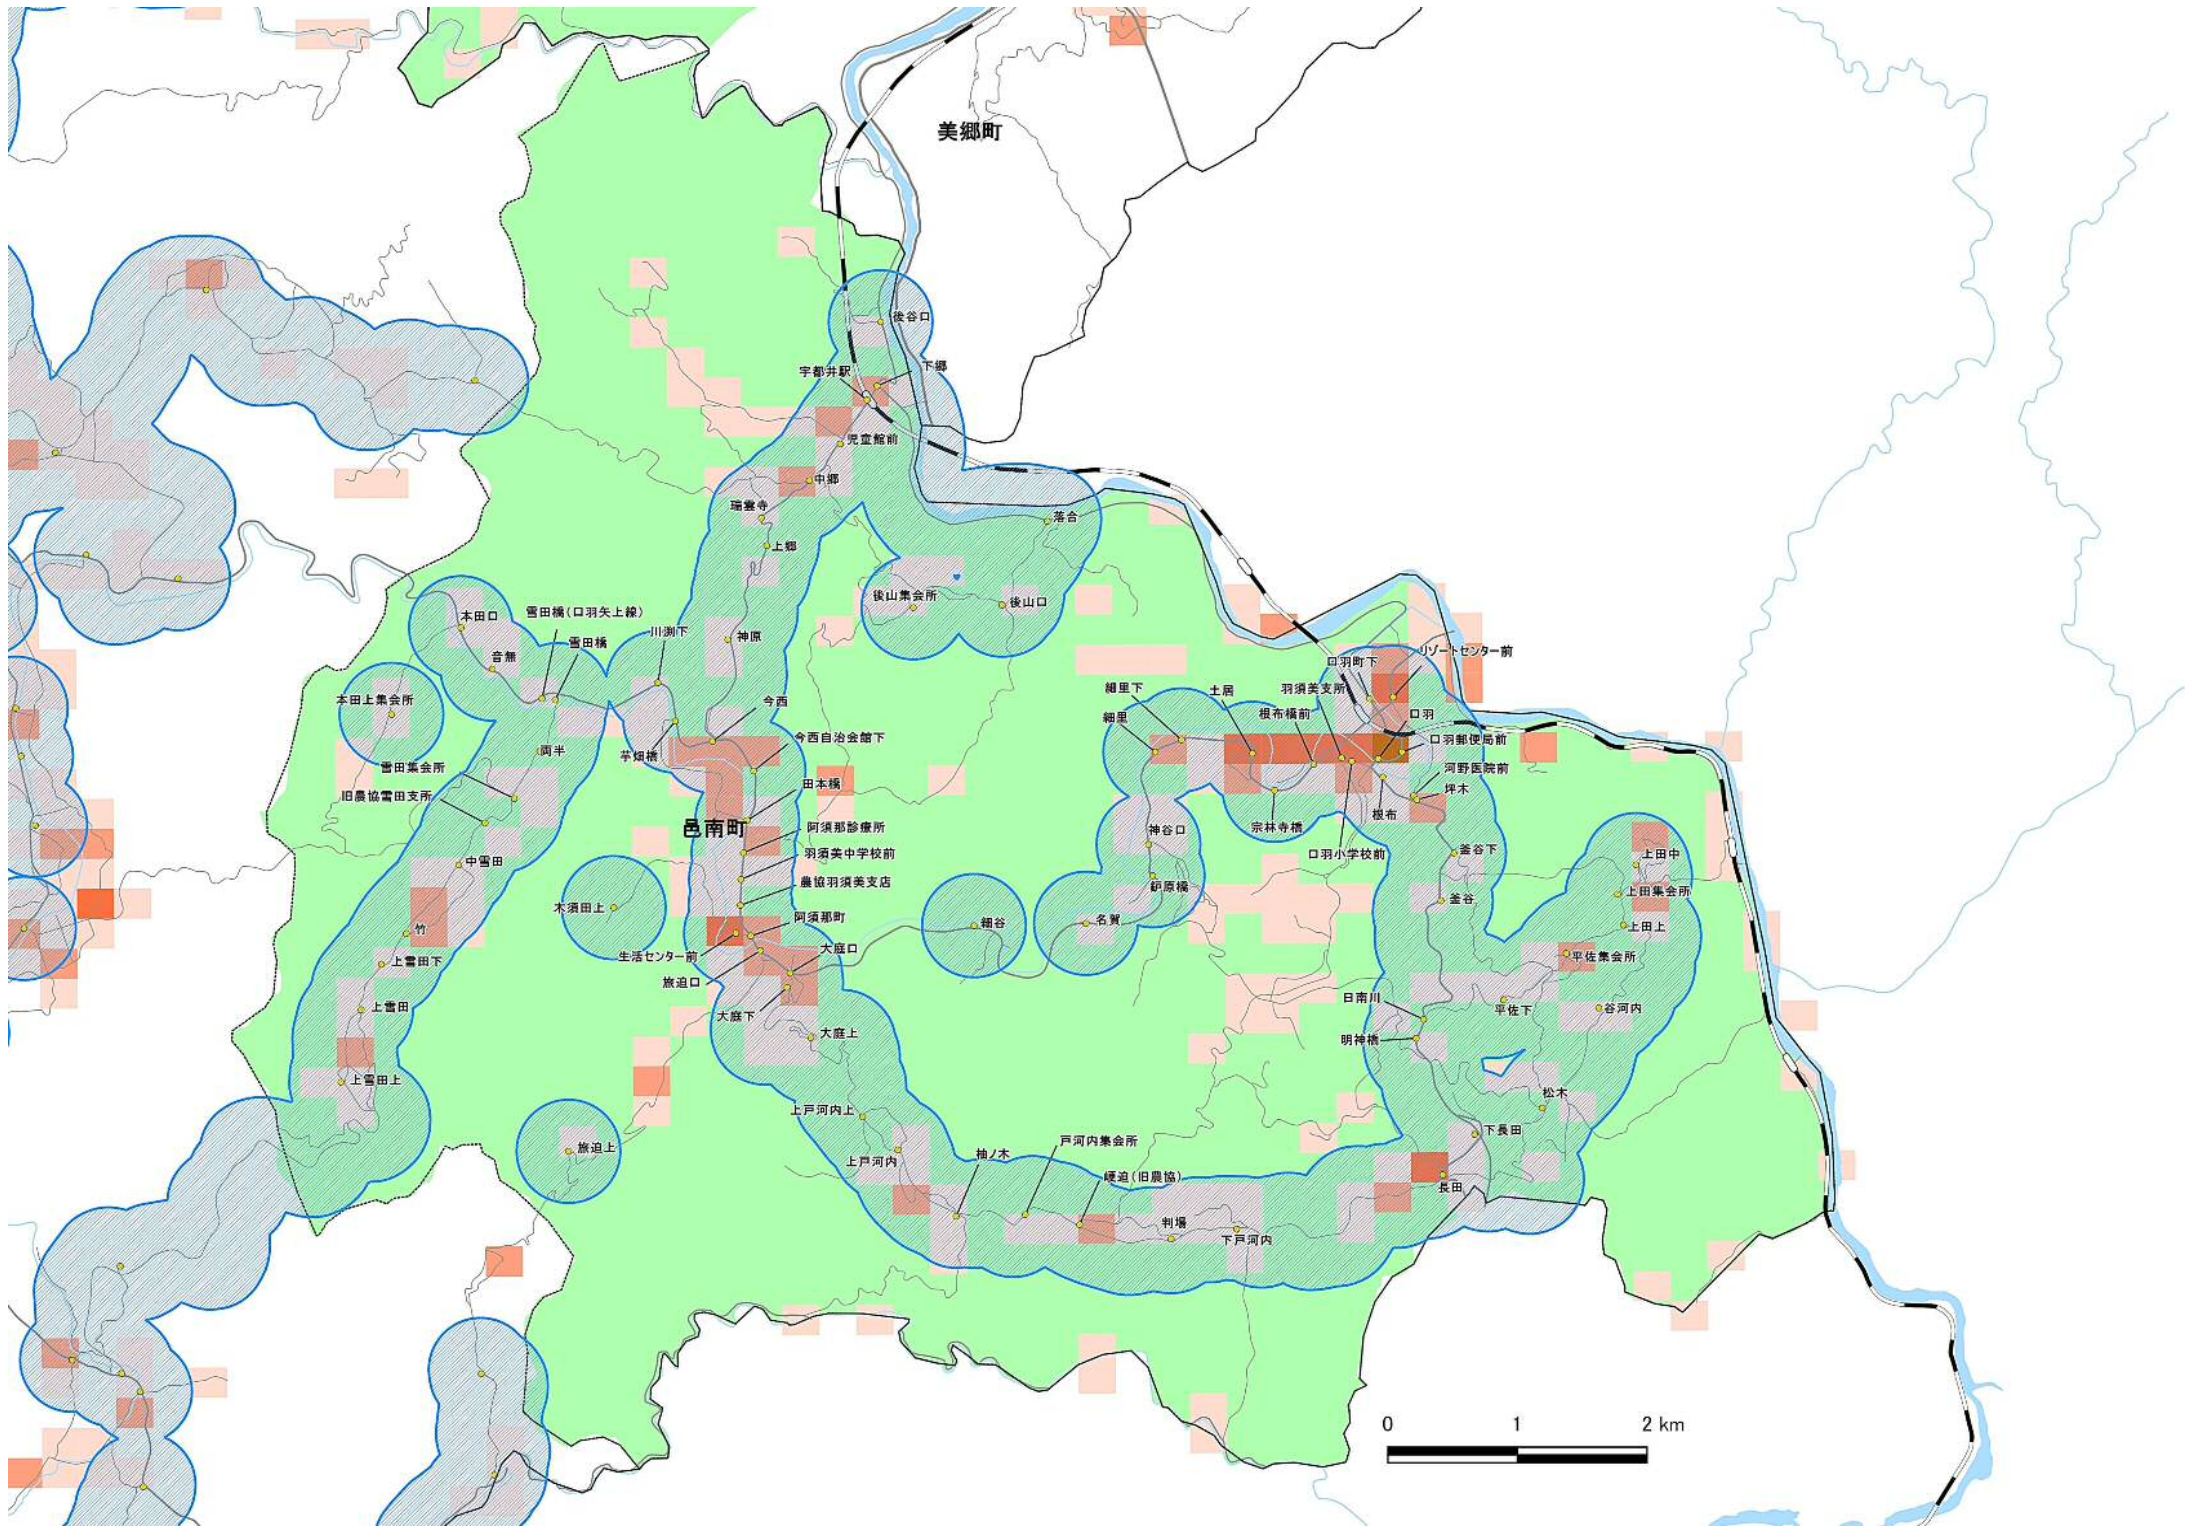 美郷町
後谷口
下郷
宇都井駅
児童館前
中郷
瑞雲寺
落合
上郷
後山集会所
後山口
雪田橋(口羽矢上線)
本田口
雪田橋
川渕下
神原
音無
リゾートセンター前
口羽町下
細里下
土居
羽須美支所
本田上集会所
今西
細里
根布橋前
口羽
今西自治会館下
口羽郵便局前
両半
芋畑橋
雪田集会所
河野医院前
田本橋
坪木
旧農協雪田支所
根布
邑南町
阿須那診療所
宗林寺橋
神谷口
羽須美中学校前
口羽小学校前
釜谷下
上田中
中雪田
農協羽須美支店
鈩原橋
上田集会所
木須田上
釜谷
阿須那町
細谷
名賀
上田上
竹
大庭口
生活センター前
平佐集会所
上雪田下
旅迫口
日南川
上雪田
大庭下
平佐下
谷河内
大庭上
明神橋
上雪田上
松木
上戸河内上
下長田
旅迫上
戸河内集会所
柚ノ木
上戸河内
峠迫(旧農協)
長田
判場
下戸河内
0 1 2 km